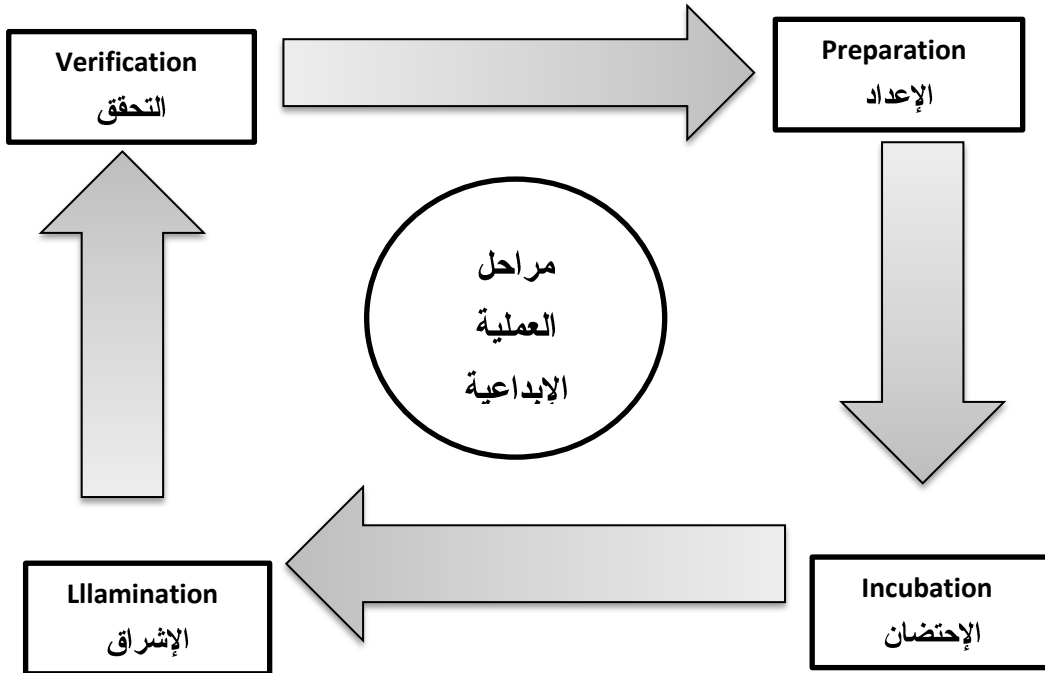 Verification
التحقق
Preparation
الإعداد
مراحل
العملية
الإبداعية
Lllamination
الإشراق
Incubation
الإحتضان